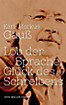 Karl-Markus
Gauß
Lob der
Sprache,
Glück des
Schreibens